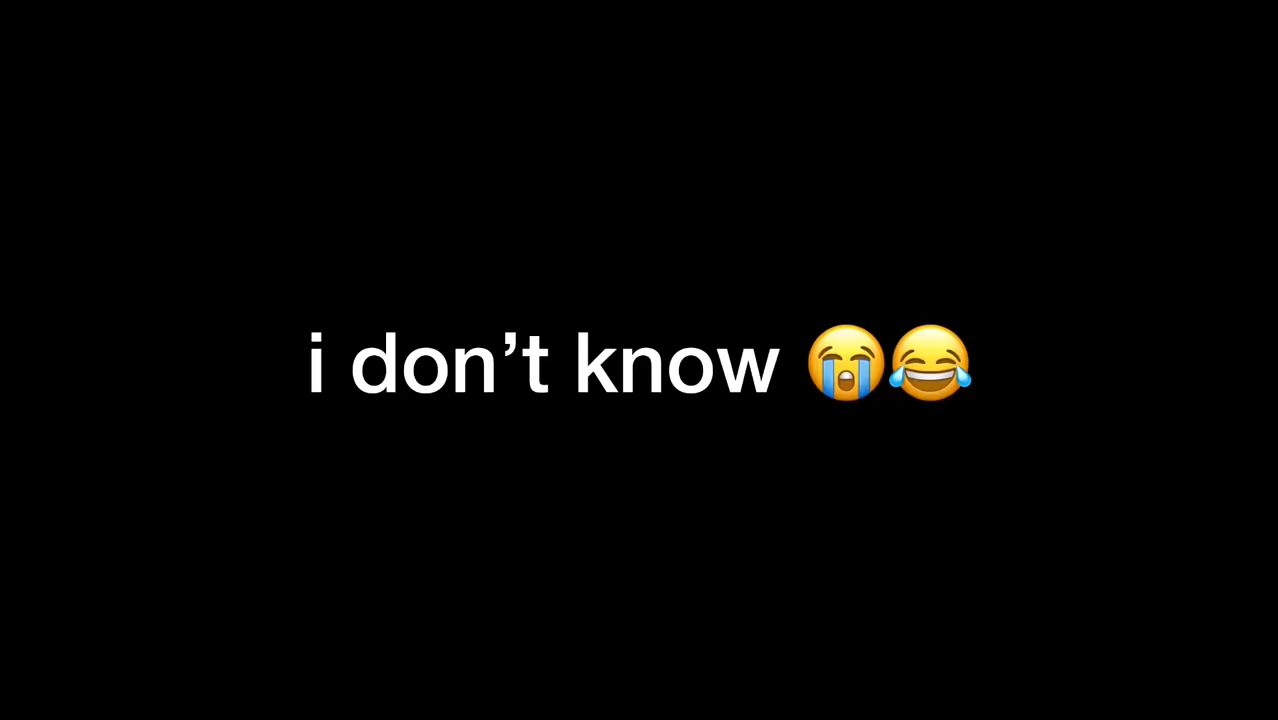 i don’t know 😭😂